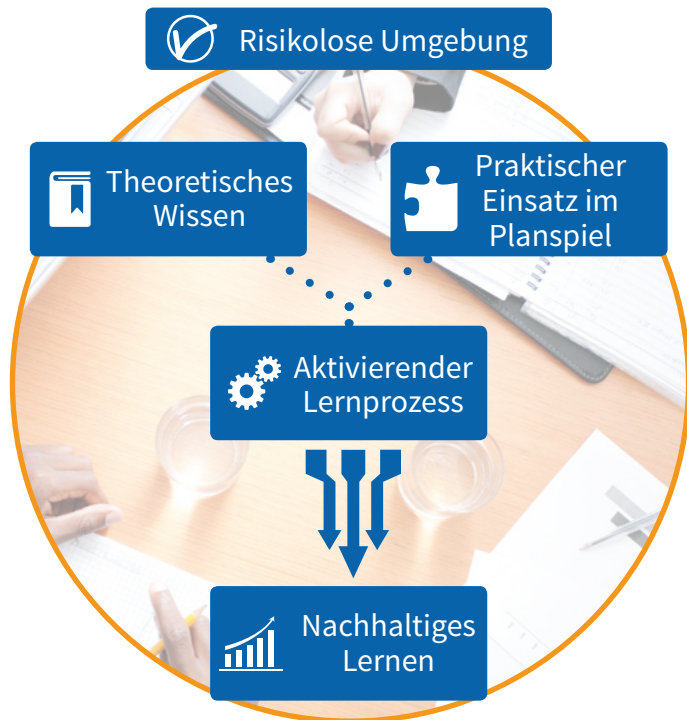 Risikolose Umgebung
Theoretisches
Wissen
Praktischer
Einsatz im
Planspiel
Aktivierender
Lernprozess
Nachhaltiges
Lernen